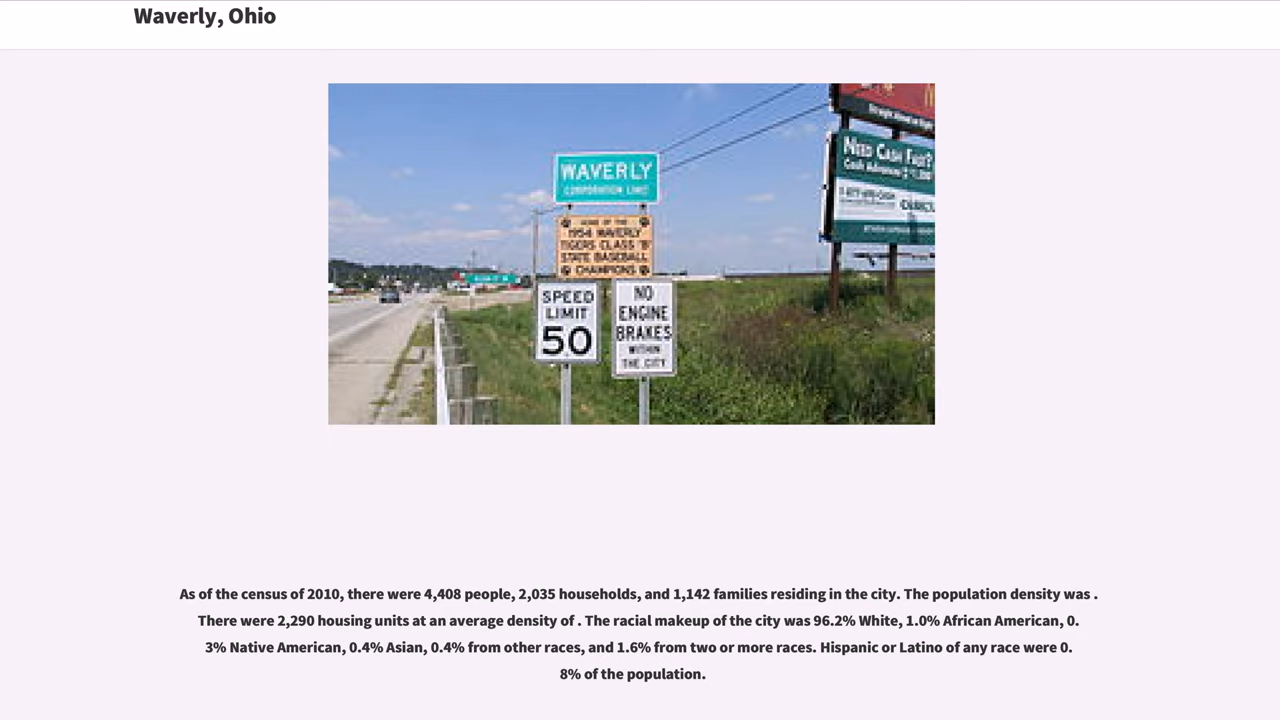 Waverly, Ohio
WAVERLY
CORPORATION LIMIT
HOME OF THE
1954 WAVERLY
TIGERS CLASS 'B'
STATE BASEBALL
CHAMPIONS
SPEED
LIMIT
50
NO
ENGINE
BRAKES
WITHIN
THE CITY
NEED CASH FAST?
Cash Advances
As of the census of 2010, there were 4,408 people, 2,035 households, and 1,142 families residing in the city. The population density was .
There were 2,290 housing units at an average density of . The racial makeup of the city was 96.2% White, 1.0% African American, 0.
3% Native American, 0.4% Asian, 0.4% from other races, and 1.6% from two or more races. Hispanic or Latino of any race were 0.
8% of the population.